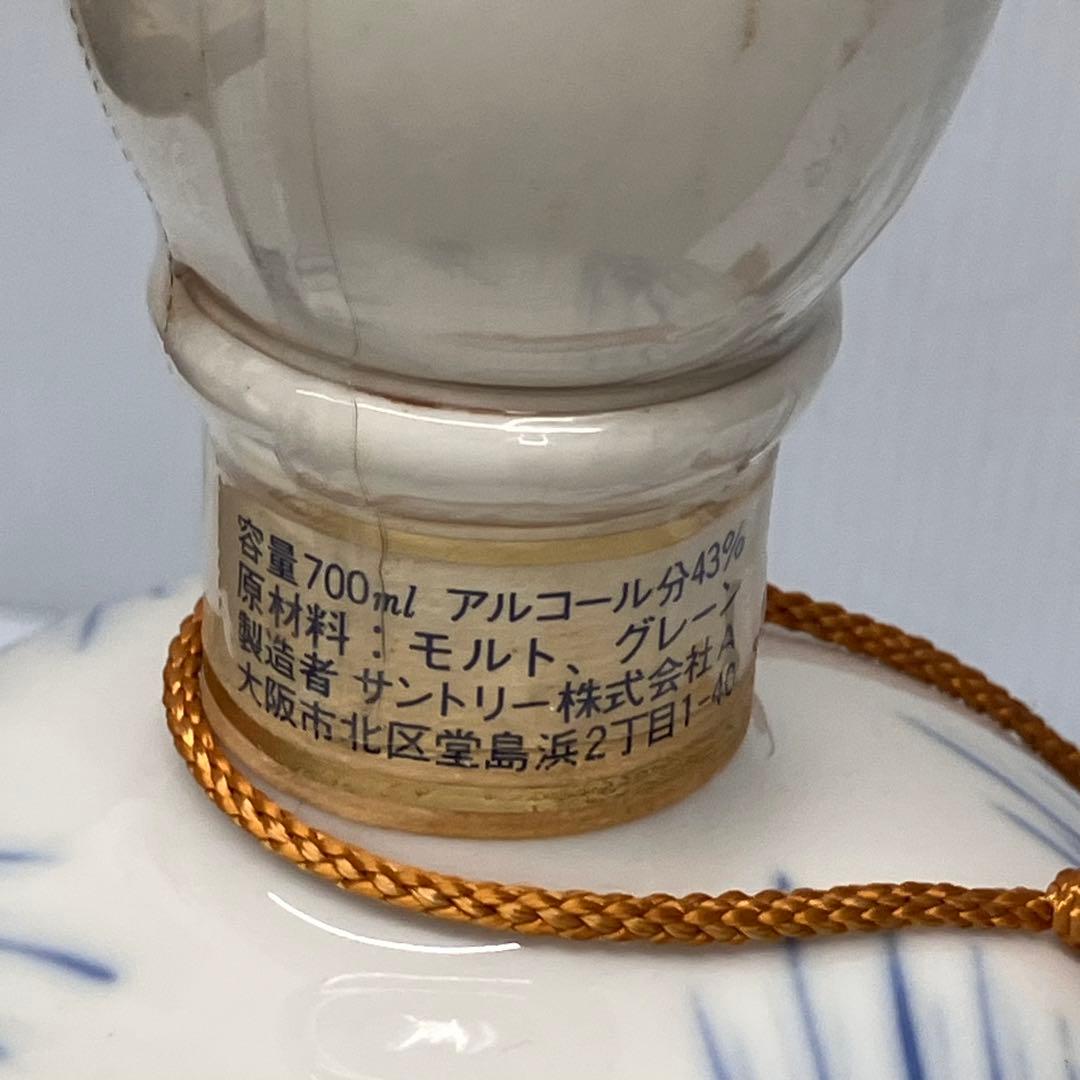 容量700ml アルコール分43%
原材料：モルト、グレーン
製造者 サントリー株式会社 A
大阪市北区堂島浜2丁目1-40